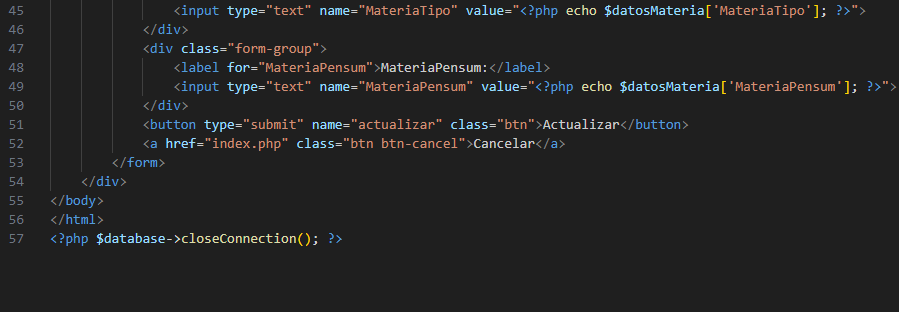 45 <input type="text" name="MateriaTipo" value="<?php echo $datosMateria['MateriaTipo']; ?>">
46 </div>
47 <div class="form-group">
48 <label for="MateriaPensum">MateriaPensum:</label>
49 <input type="text" name="MateriaPensum" value="<?php echo $datosMateria['MateriaPensum']; ?>">
50 </div>
51 <button type="submit" name="actualizar" class="btn">Actualizar</button>
52 <a href="index.php" class="btn btn-cancel">Cancelar</a>
53 </form>
54 </div>
55 </body>
56 </html>
57 <?php $database->closeConnection(); ?>